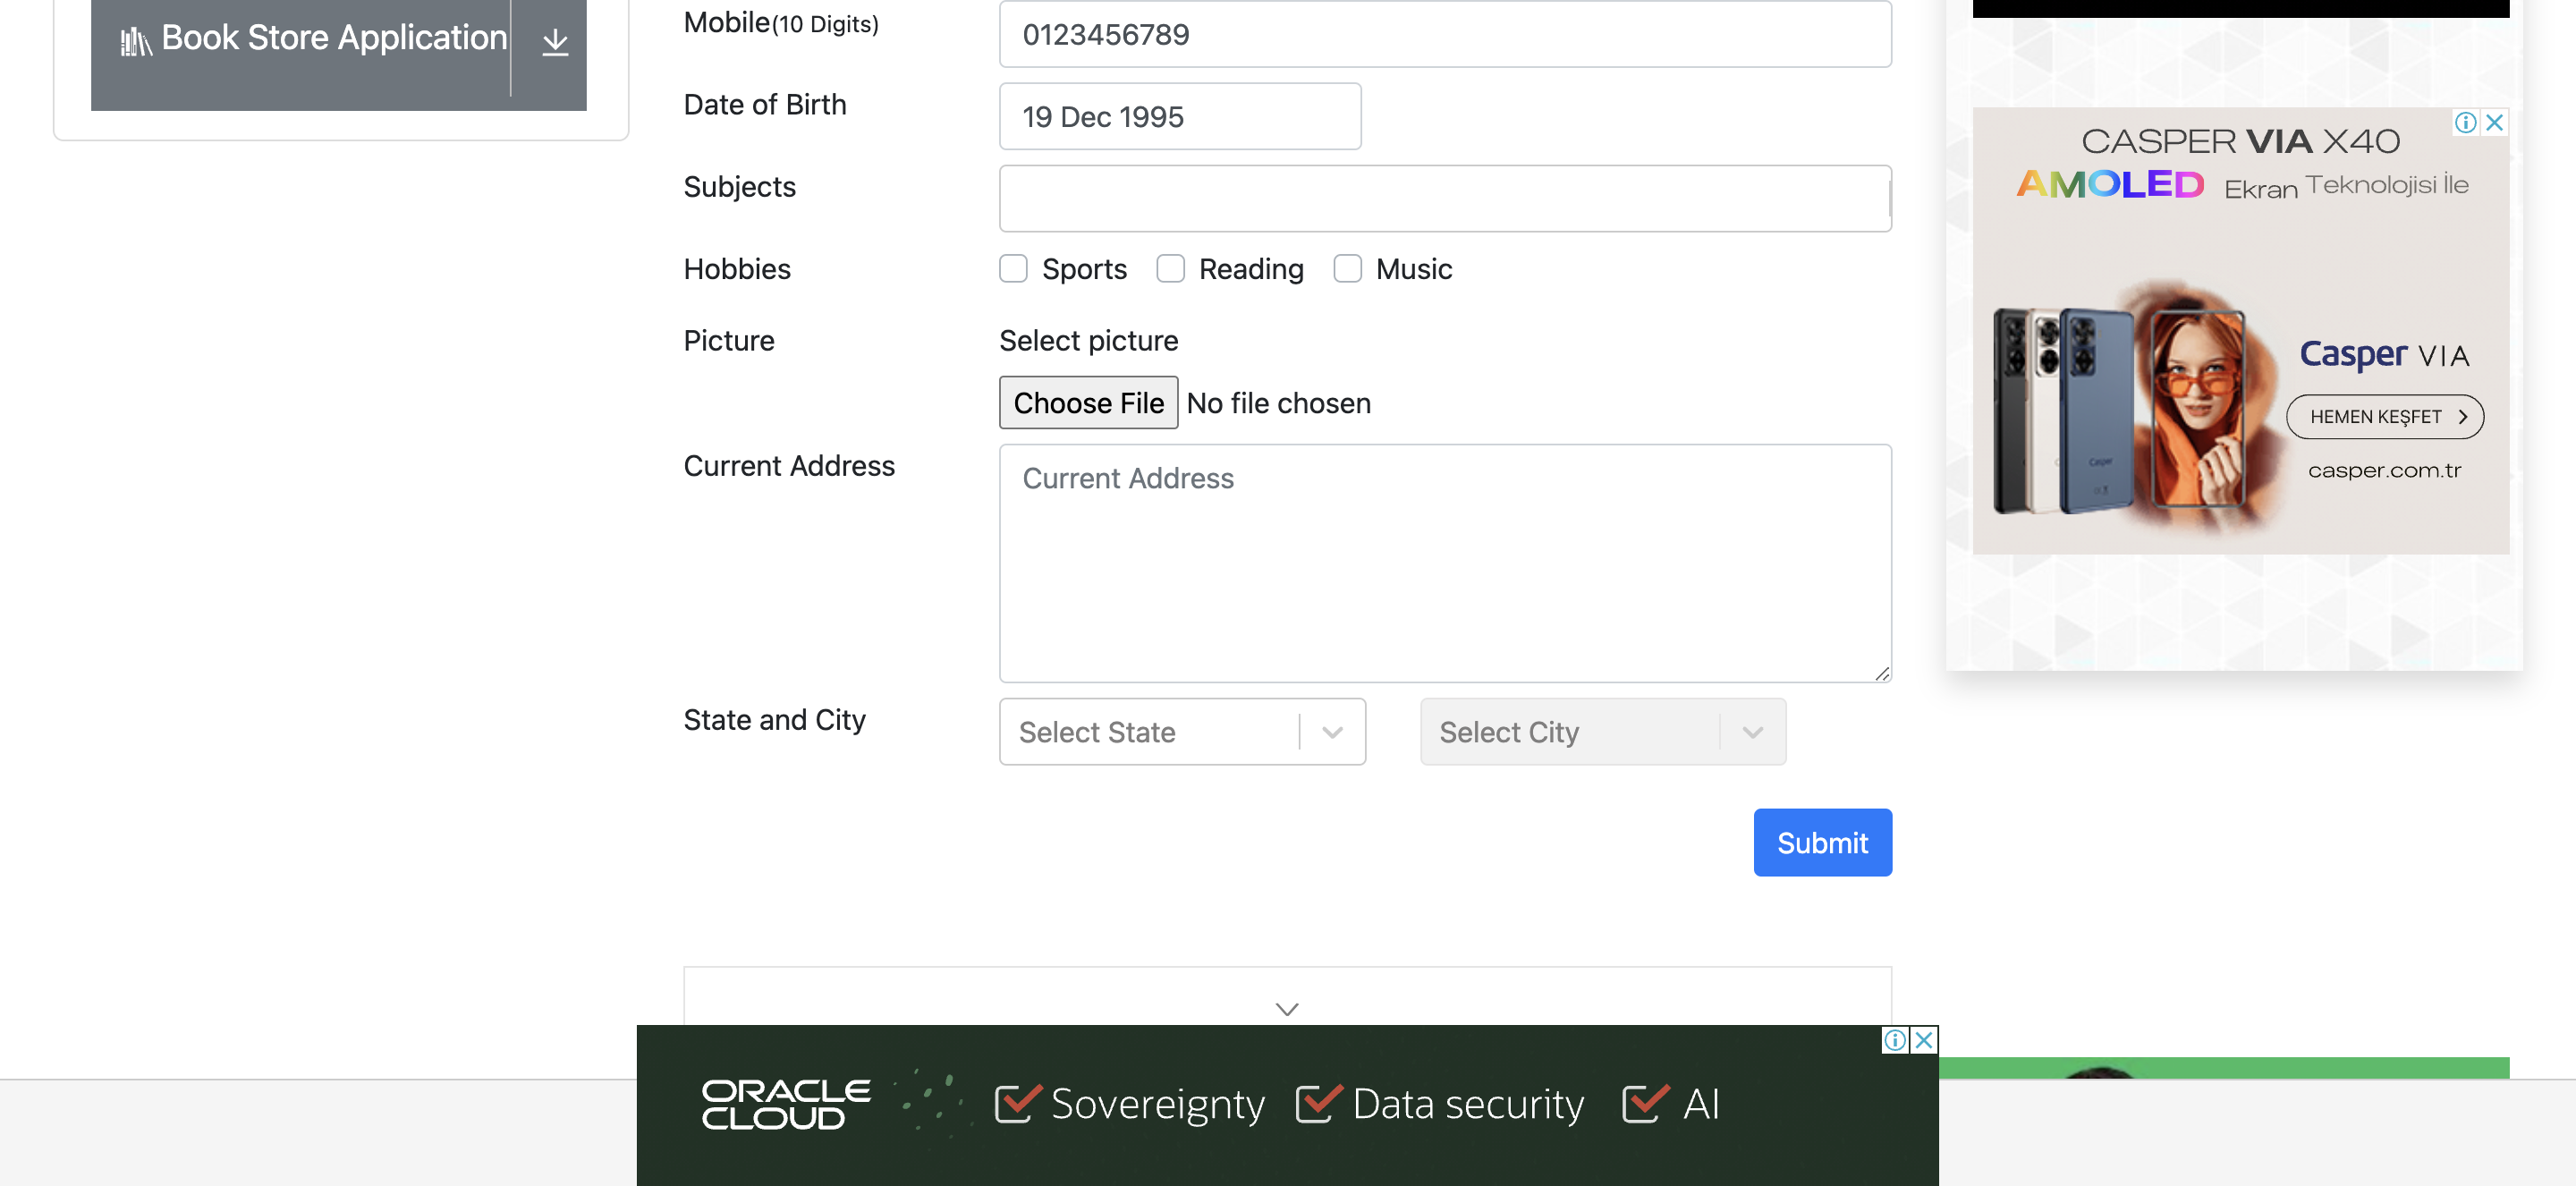 Book Store Application
Mobile(10 Digits)
0123456789
Date of Birth
19 Dec 1995
Subjects
Hobbies
Sports
Reading
Music
Picture
Select picture
Choose File No file chosen
Current Address
Current Address
State and City
Select State
Select City
Submit
CASPER VIA X40
AMOLED Ekran Teknolojisi İle
Casper VIA
HEMEN KEŞFET
casper.com.tr
Casper
ORACLE
CLOUD
Sovereignty
Data security
AI